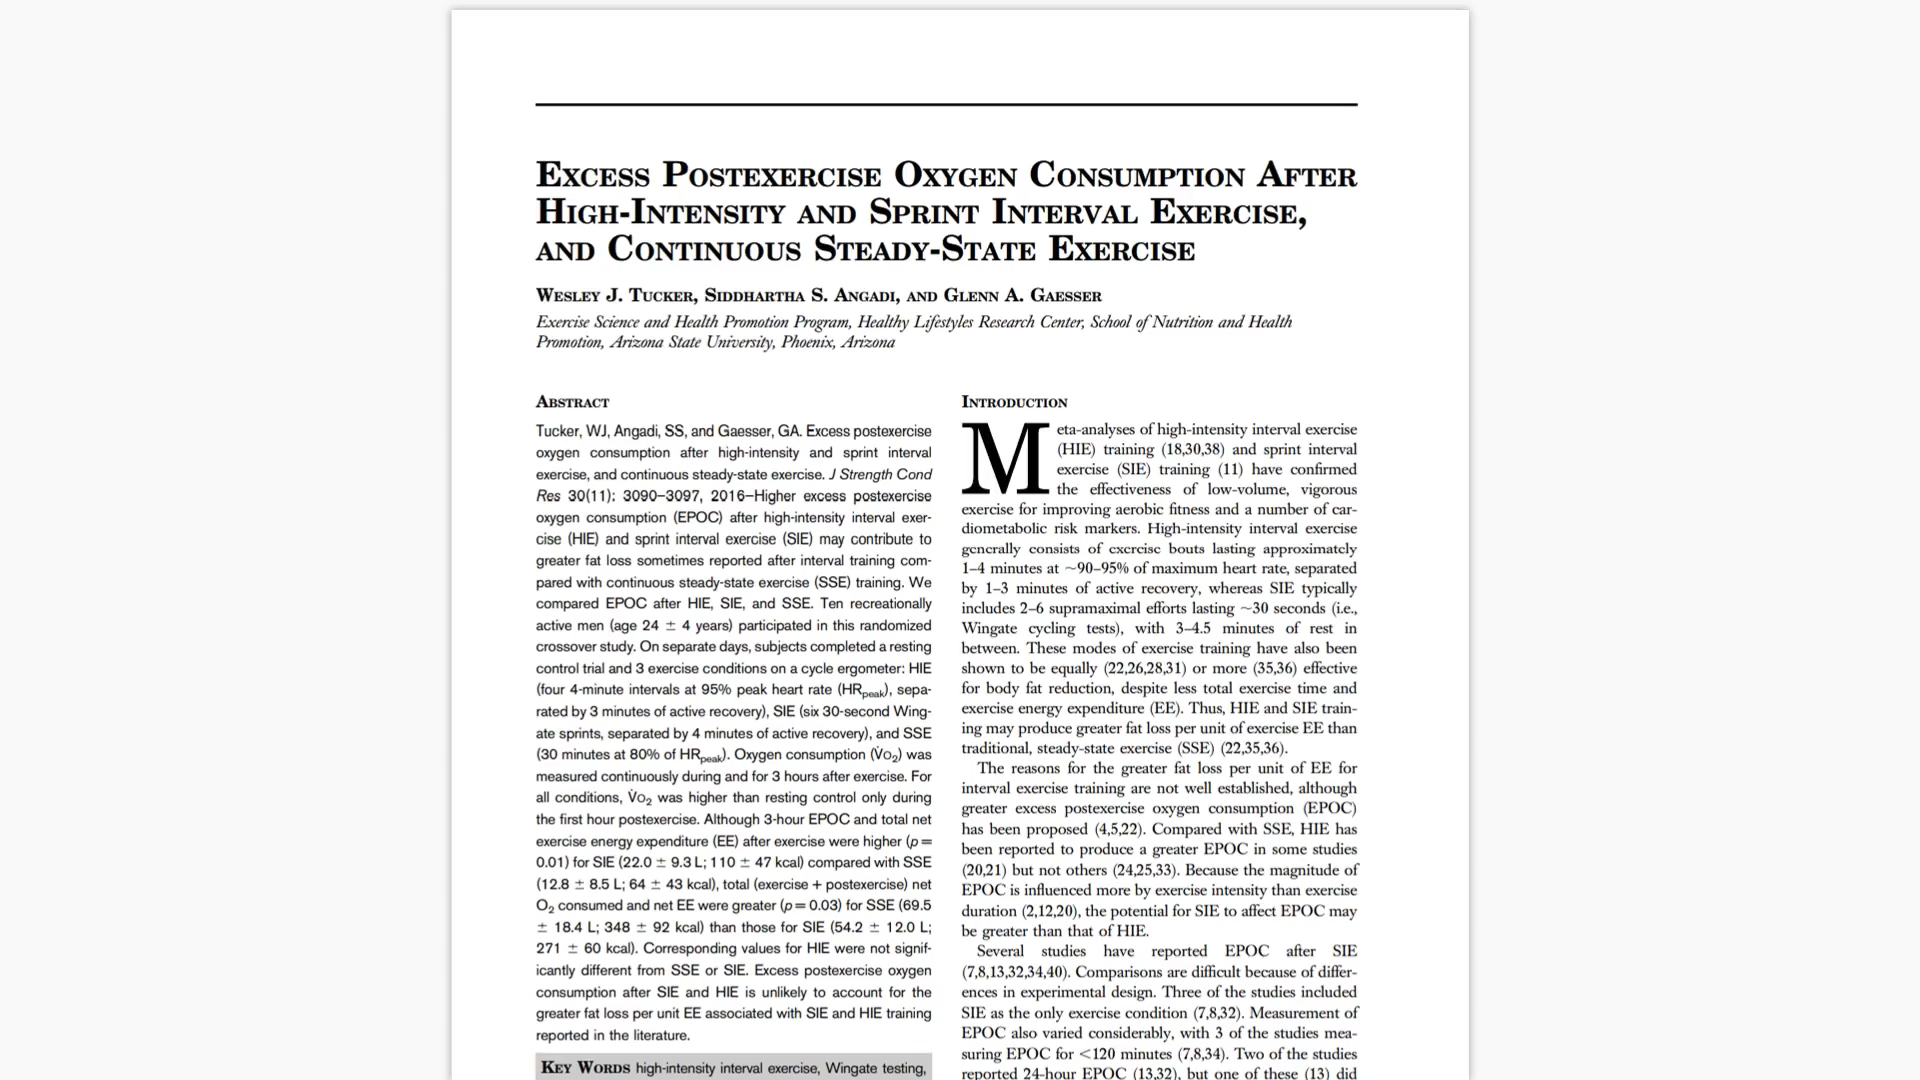 Excess Postexercise Oxygen Consumption After
High-Intensity and Sprint Interval Exercise,
and Continuous Steady-State Exercise
Wesley J. Tucker, Siddhartha S. Angadi, and Glenn A. Gaesser
Exercise Science and Health Promotion Program, Healthy Lifestyles Research Center, School of Nutrition and Health
Promotion, Arizona State University, Phoenix, Arizona
Abstract
Tucker, WJ, Angadi, SS, and Gaesser, GA. Excess postexercise
oxygen consumption after high-intensity and sprint interval
exercise, and continuous steady-state exercise. J Strength Cond
Res 30(11): 3090–3097, 2016—Higher excess postexercise
oxygen consumption (EPOC) after high-intensity interval exer-
cise (HIE) and sprint interval exercise (SIE) may contribute to
greater fat loss sometimes reported after interval training com-
pared with continuous steady-state exercise (SSE) training. We
compared EPOC after HIE, SIE, and SSE. Ten recreationally
active men (age 24 ± 4 years) participated in this randomized
crossover study. On separate days, subjects completed a resting
control trial and 3 exercise conditions on a cycle ergometer: HIE
(four 4-minute intervals at 95% peak heart rate (HRpeak), sepa-
rated by 3 minutes of active recovery), SIE (six 30-second Wing-
ate sprints, separated by 4 minutes of active recovery), and SSE
(30 minutes at 80% of HRpeak). Oxygen consumption (V̇O2) was
measured continuously during and for 3 hours after exercise. For
all conditions, V̇O2 was higher than resting control only during
the first hour postexercise. Although 3-hour EPOC and total net
exercise energy expenditure (EE) after exercise were higher (p =
0.01) for SIE (22.0 ± 9.3 L; 110 ± 47 kcal) compared with SSE
(12.8 ± 8.5 L; 64 ± 43 kcal), total (exercise + postexercise) net
O2 consumed and net EE were greater (p = 0.03) for SSE (69.5
± 18.4 L; 348 ± 92 kcal) than those for SIE (54.2 ± 12.0 L;
271 ± 60 kcal). Corresponding values for HIE were not signif-
icantly different from SSE or SIE. Excess postexercise oxygen
consumption after SIE and HIE is unlikely to account for the
greater fat loss per unit EE associated with SIE and HIE training
reported in the literature.
Key Words high-intensity interval exercise, Wingate testing,
Introduction
Meta-analyses of high-intensity interval exercise
(HIE) training (18,30,38) and sprint interval
exercise (SIE) training (11) have confirmed
the effectiveness of low-volume, vigorous
exercise for improving aerobic fitness and a number of car-
diometabolic risk markers. High-intensity interval exercise
generally consists of exercise bouts lasting approximately
1–4 minutes at ~90–95% of maximum heart rate, separated
by 1–3 minutes of active recovery, whereas SIE typically
includes 2–6 supramaximal efforts lasting ~30 seconds (i.e.,
Wingate cycling tests), with 3–4.5 minutes of rest in
between. These modes of exercise training have also been
shown to be equally (22,26,28,31) or more (35,36) effective
for body fat reduction, despite less total exercise time and
exercise energy expenditure (EE). Thus, HIE and SIE train-
ing may produce greater fat loss per unit of exercise EE than
traditional, steady-state exercise (SSE) (22,35,36).
The reasons for the greater fat loss per unit of EE for
interval exercise training are not well established, although
greater excess postexercise oxygen consumption (EPOC)
has been proposed (4,5,22). Compared with SSE, HIE has
been reported to produce a greater EPOC in some studies
(20,21) but not others (24,25,33). Because the magnitude of
EPOC is influenced more by exercise intensity than exercise
duration (2,12,20), the potential for SIE to affect EPOC may
be greater than that of HIE.
Several studies have reported EPOC after SIE
(7,8,13,32,34,40). Comparisons are difficult because of differ-
ences in experimental design. Three of the studies included
SIE as the only exercise condition (7,8,32). Measurement of
EPOC also varied considerably, with 3 of the studies mea-
suring EPOC for <120 minutes (7,8,34). Two of the studies
reported 24-hour EPOC (13,32), but one of these (13) did